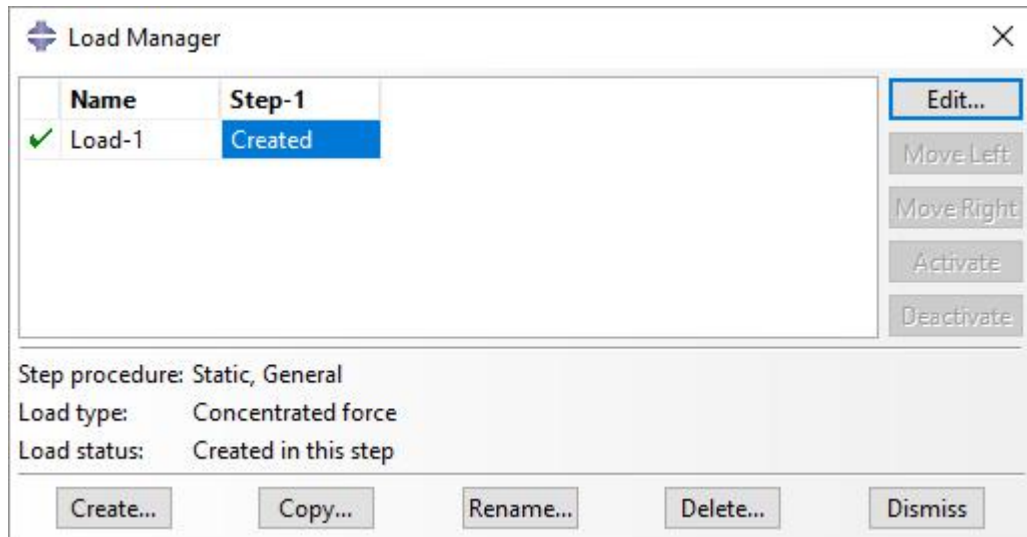 Load Manager
Name Step-1 Edit...
Load-1 Created
Move Left
Move Right
Activate
Deactivate
Step procedure: Static, General
Load type: Concentrated force
Load status: Created in this step
Create... Copy... Rename... Delete... Dismiss